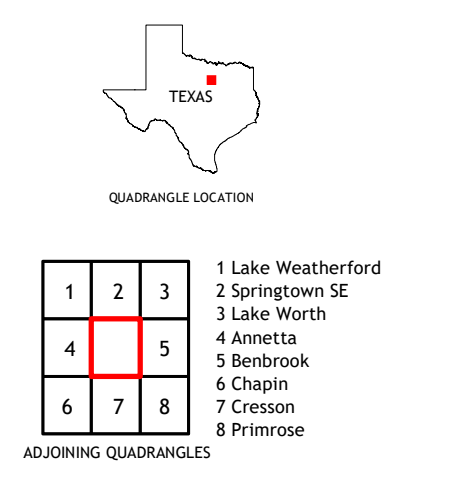 TEXAS
QUADRANGLE LOCATION
1 2 3
4 5
6 7 8
1 Lake Weatherford
2 Springtown SE
3 Lake Worth
4 Annetta
5 Benbrook
6 Chapin
7 Cresson
8 Primrose
ADJOINING QUADRANGLES